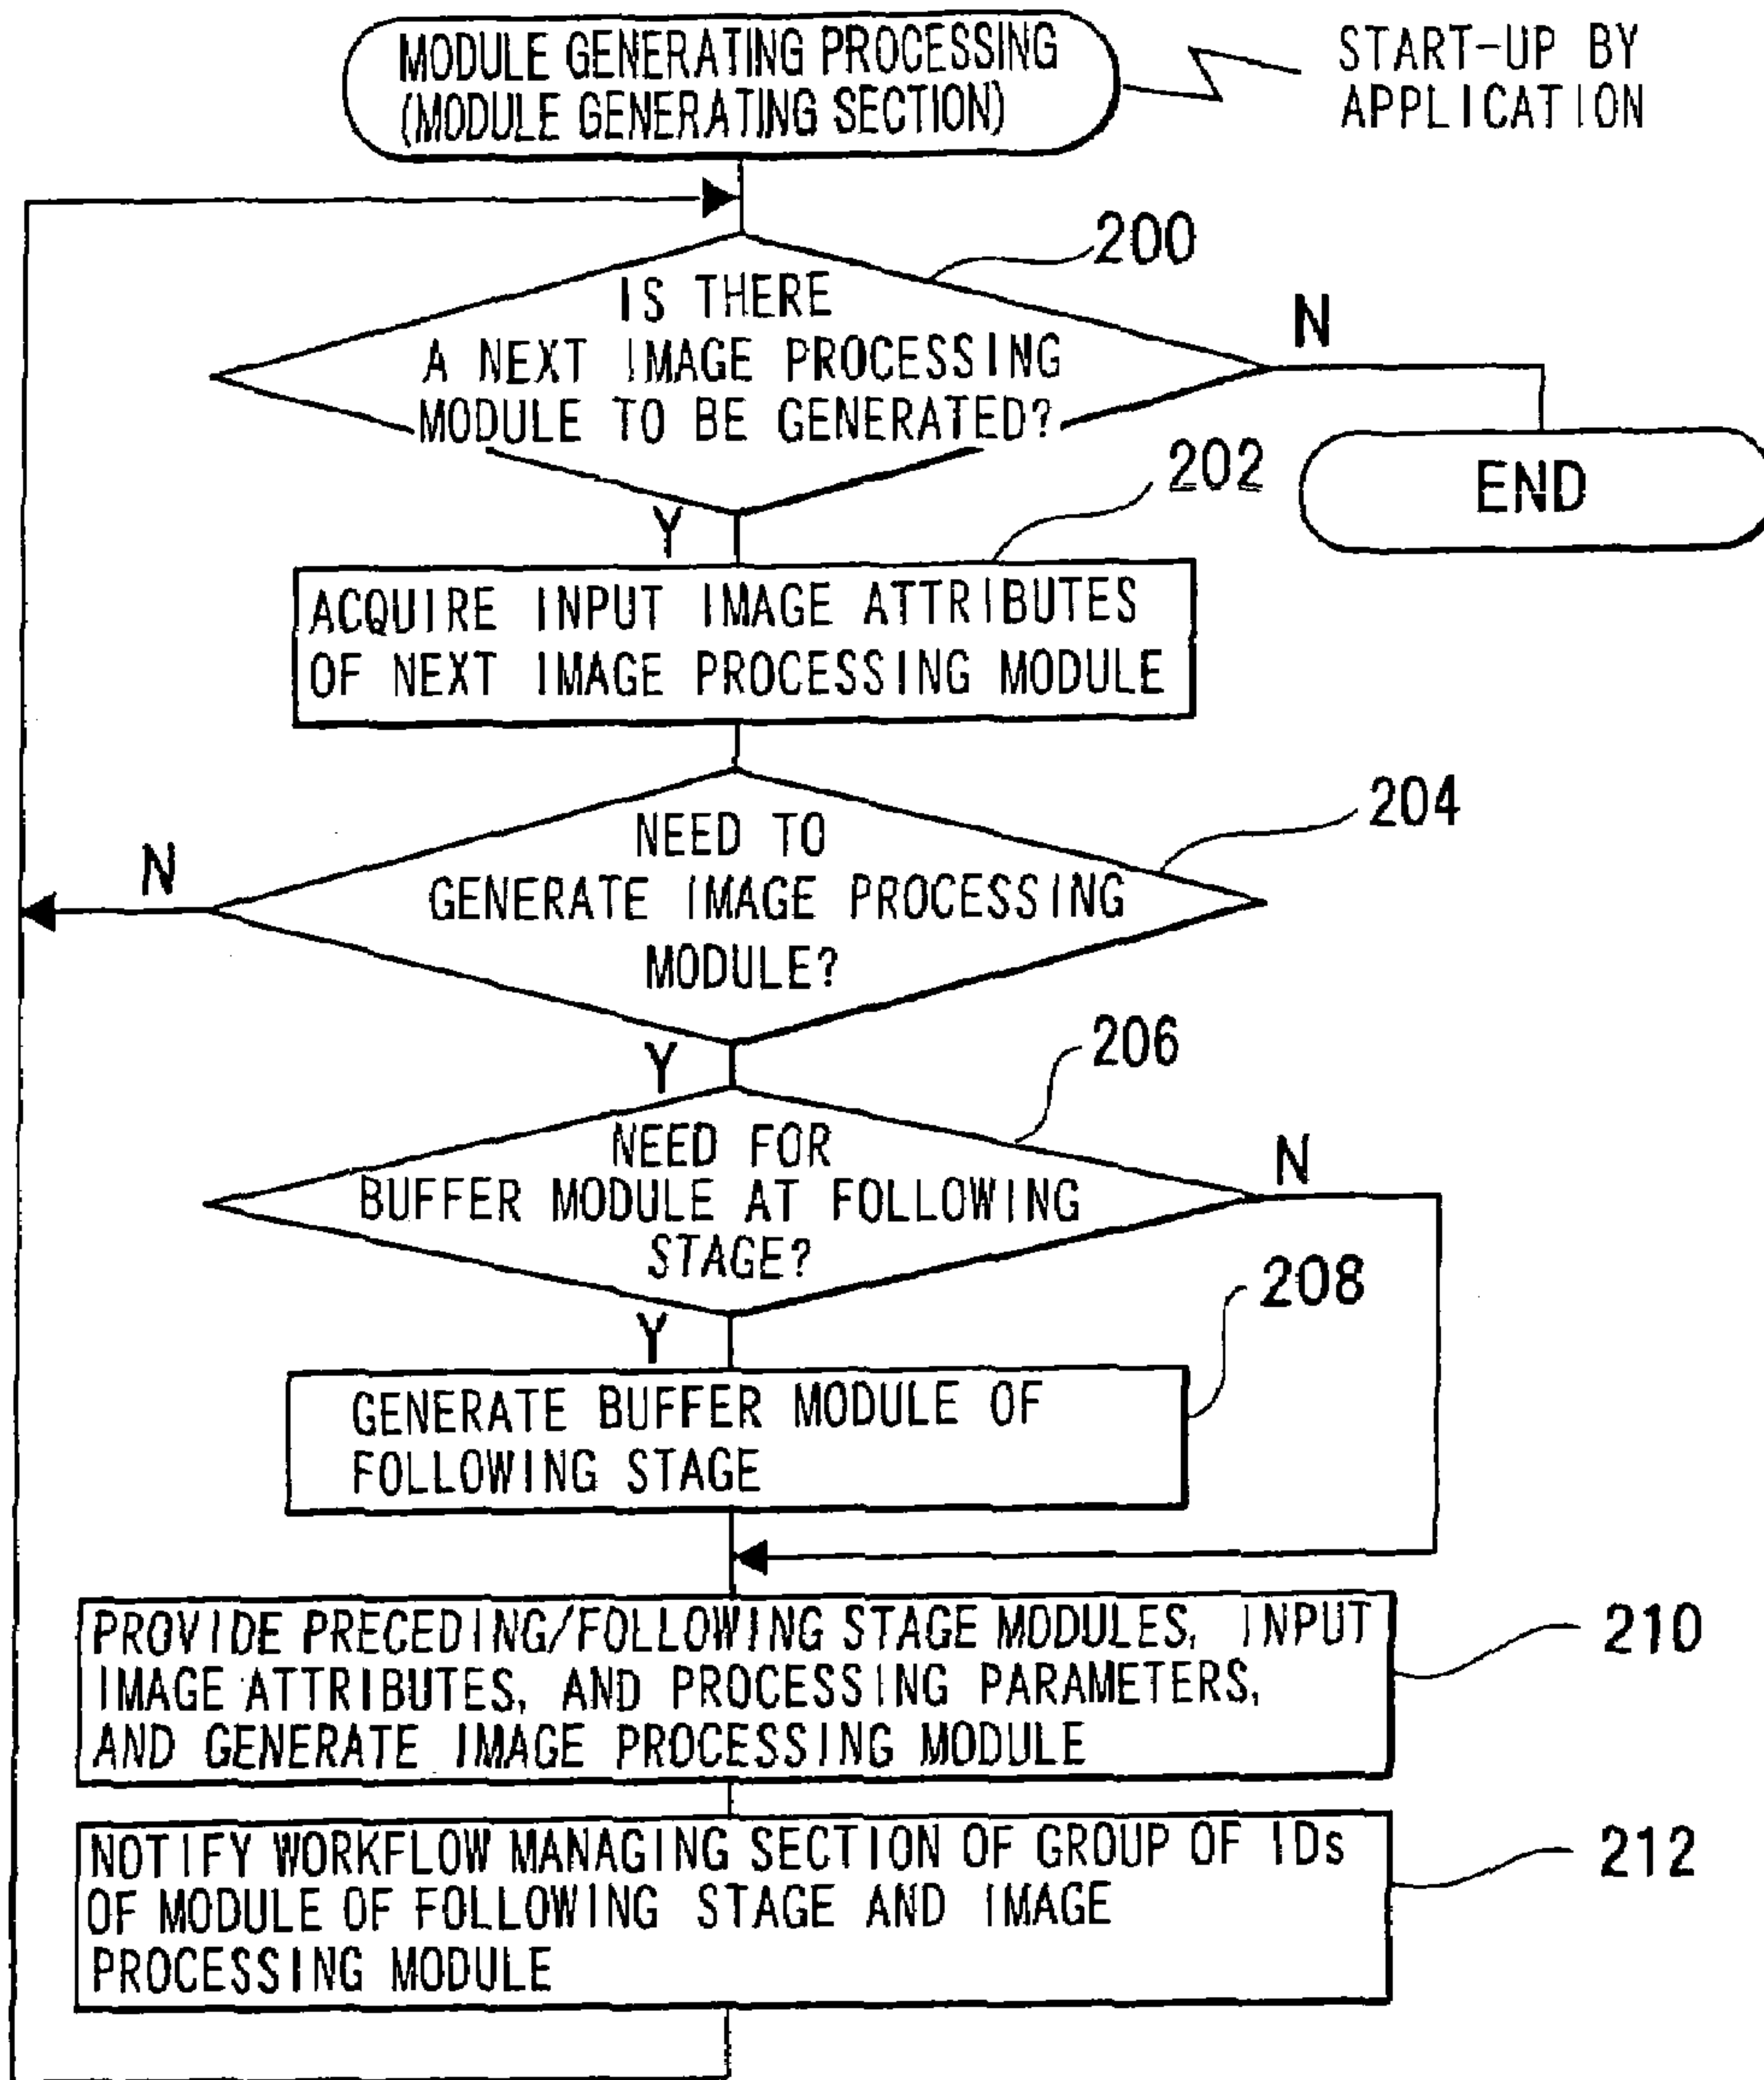 MODULE GENERATING PROCESSING
(MODULE GENERATING SECTION)
START-UP BY
APPLICATION
200
IS THERE
A NEXT IMAGE PROCESSING
MODULE TO BE GENERATED?
N
END
202
Y
ACQUIRE INPUT IMAGE ATTRIBUTES
OF NEXT IMAGE PROCESSING MODULE
204
NEED TO
GENERATE IMAGE PROCESSING
MODULE?
N
Y
206
NEED FOR
BUFFER MODULE AT FOLLOWING
STAGE?
N
Y
208
GENERATE BUFFER MODULE OF
FOLLOWING STAGE
PROVIDE PRECEDING/FOLLOWING STAGE MODULES, INPUT
IMAGE ATTRIBUTES, AND PROCESSING PARAMETERS,
AND GENERATE IMAGE PROCESSING MODULE
210
NOTIFY WORKFLOW MANAGING SECTION OF GROUP OF IDs
OF MODULE OF FOLLOWING STAGE AND IMAGE
PROCESSING MODULE
212